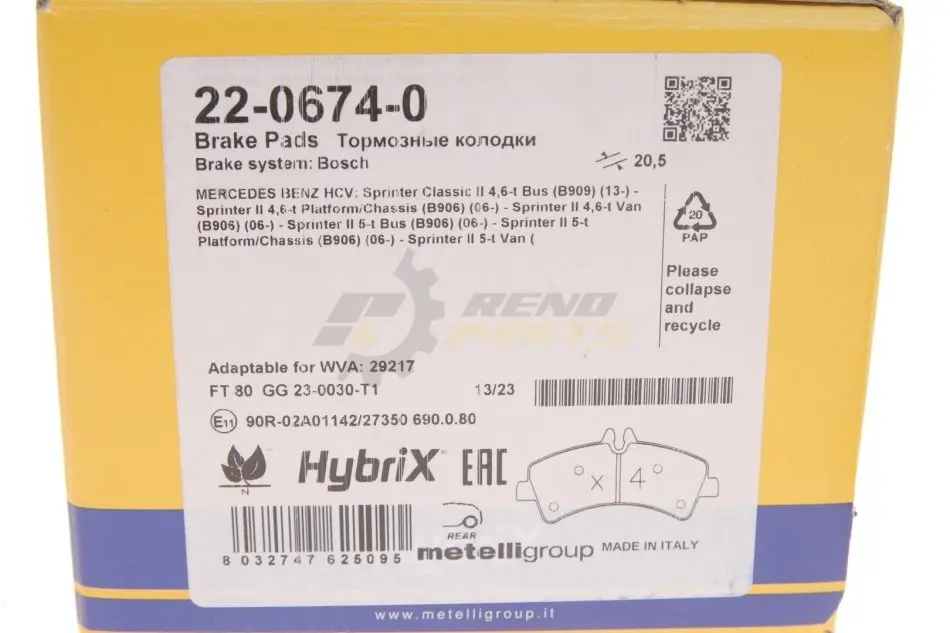 22-0674-0
Brake Pads Тормозные колодки
Brake system: Bosch
20,5
MERCEDES BENZ HCV: Sprinter Classic II 4,6-t Bus (B909) (13-) -
Sprinter II 4,6-t Platform/Chassis (B906) (06-) - Sprinter II 4,6-t Van
(B906) (06-) - Sprinter II 5-t Bus (B906) (06-) - Sprinter II 5-t
Platform/Chassis (B906) (06-) - Sprinter II 5-t Van (
20
PAP
Please
collapse
and
recycle
RENO
PARTS
Adaptable for WVA: 29217
FT 80 GG 23-0030-T1 13/23
E11 90R-02A01142/27350 690.0.80
N
HybriX EAC
x 4
REAR
8 032747 625095
metelligroup MADE IN ITALY
www.metelligroup.it